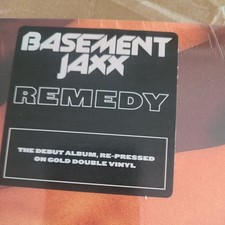 BASEMENT
JAXX
REMEDY
THE DEBUT ALBUM, RE-PRESSED
ON GOLD DOUBLE VINYL